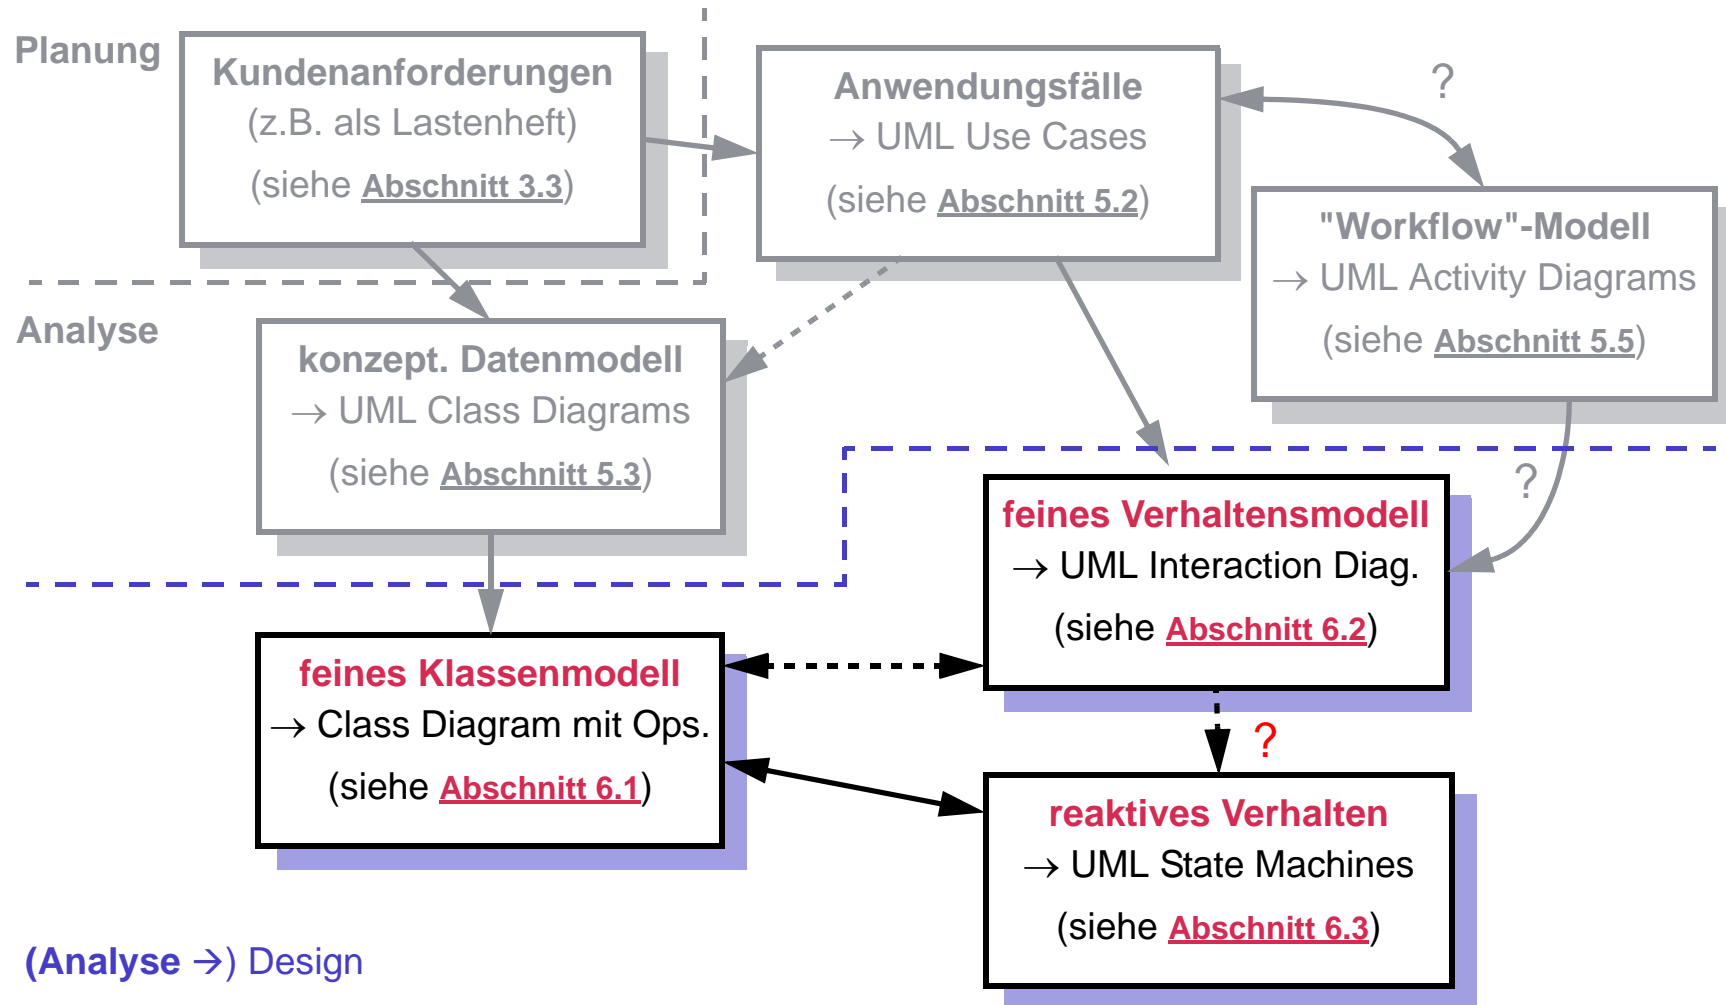 Planung
Kundenanforderungen
(z.B. als Lastenheft)
(siehe Abschnitt 3.3)
Anwendungsfälle
→ UML Use Cases
(siehe Abschnitt 5.2)
?
"Workflow"-Modell
→ UML Activity Diagrams
(siehe Abschnitt 5.5)
Analyse
konzept. Datenmodell
→ UML Class Diagrams
(siehe Abschnitt 5.3)
?
feines Verhaltensmodell
→ UML Interaction Diag.
(siehe Abschnitt 6.2)
feines Klassenmodell
→ Class Diagram mit Ops.
(siehe Abschnitt 6.1)
?
reaktives Verhalten
→ UML State Machines
(siehe Abschnitt 6.3)
(Analyse →) Design